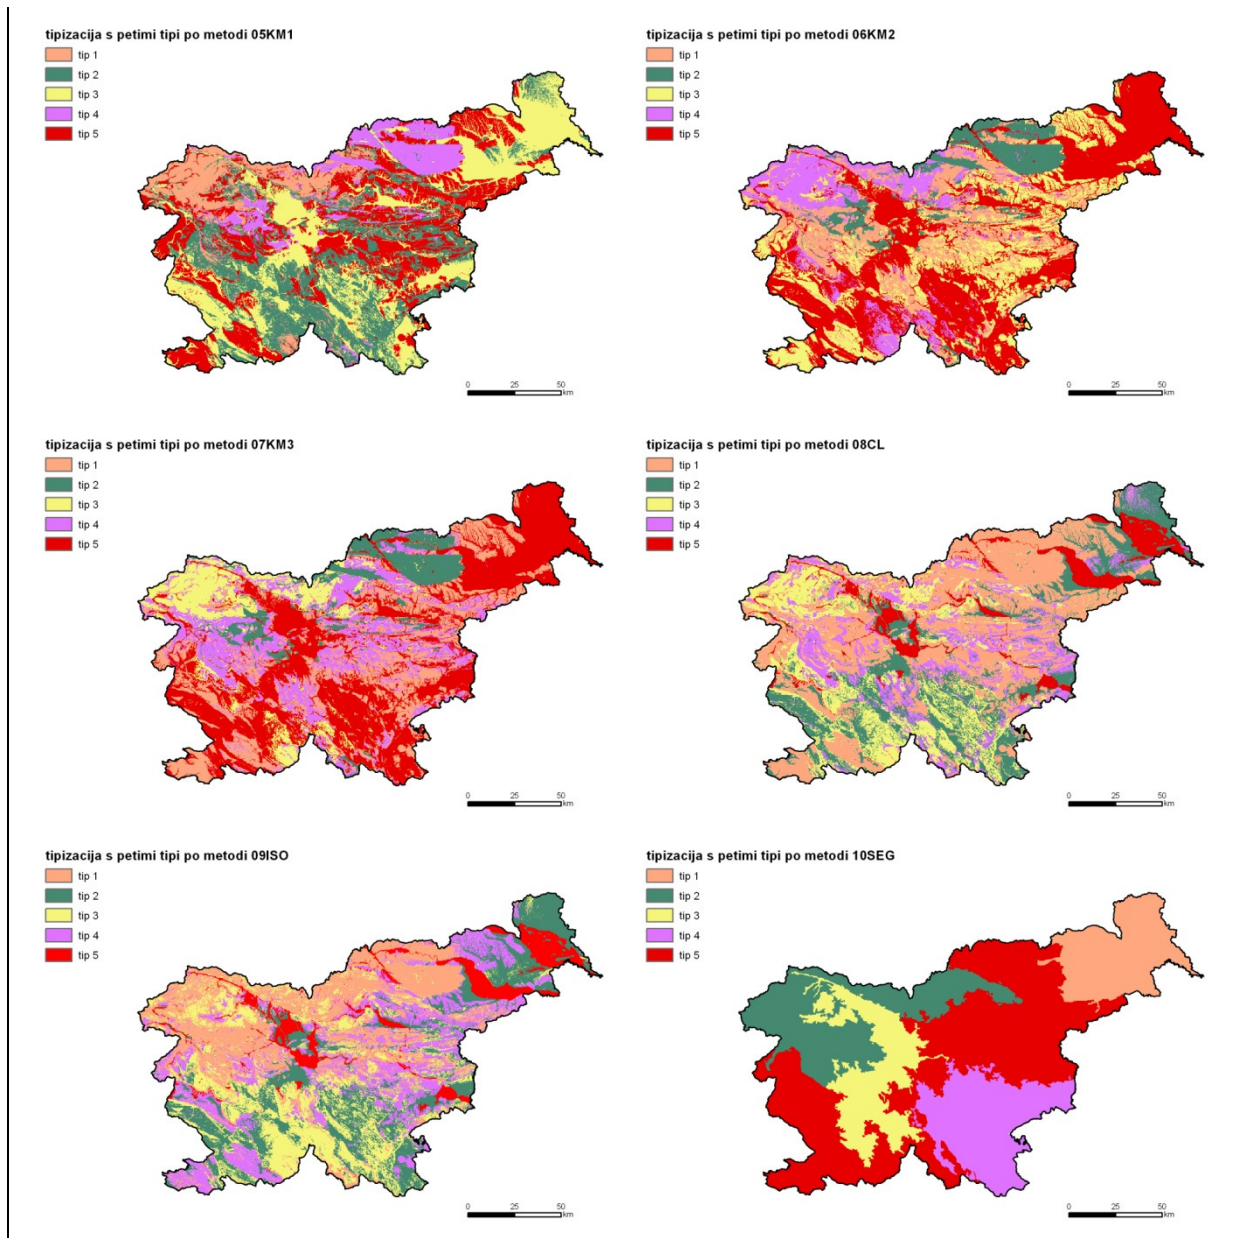 tipizacija s petimi tipi po metodi 05KM1
tip 1
tip 2
tip 3
tip 4
tip 5
0 25 50
km
tipizacija s petimi tipi po metodi 06KM2
tip 1
tip 2
tip 3
tip 4
tip 5
0 25 50
km
tipizacija s petimi tipi po metodi 07KM3
tip 1
tip 2
tip 3
tip 4
tip 5
0 25 50
km
tipizacija s petimi tipi po metodi 08CL
tip 1
tip 2
tip 3
tip 4
tip 5
0 25 50
km
tipizacija s petimi tipi po metodi 09ISO
tip 1
tip 2
tip 3
tip 4
tip 5
0 25 50
km
tipizacija s petimi tipi po metodi 10SEG
tip 1
tip 2
tip 3
tip 4
tip 5
0 25 50
km